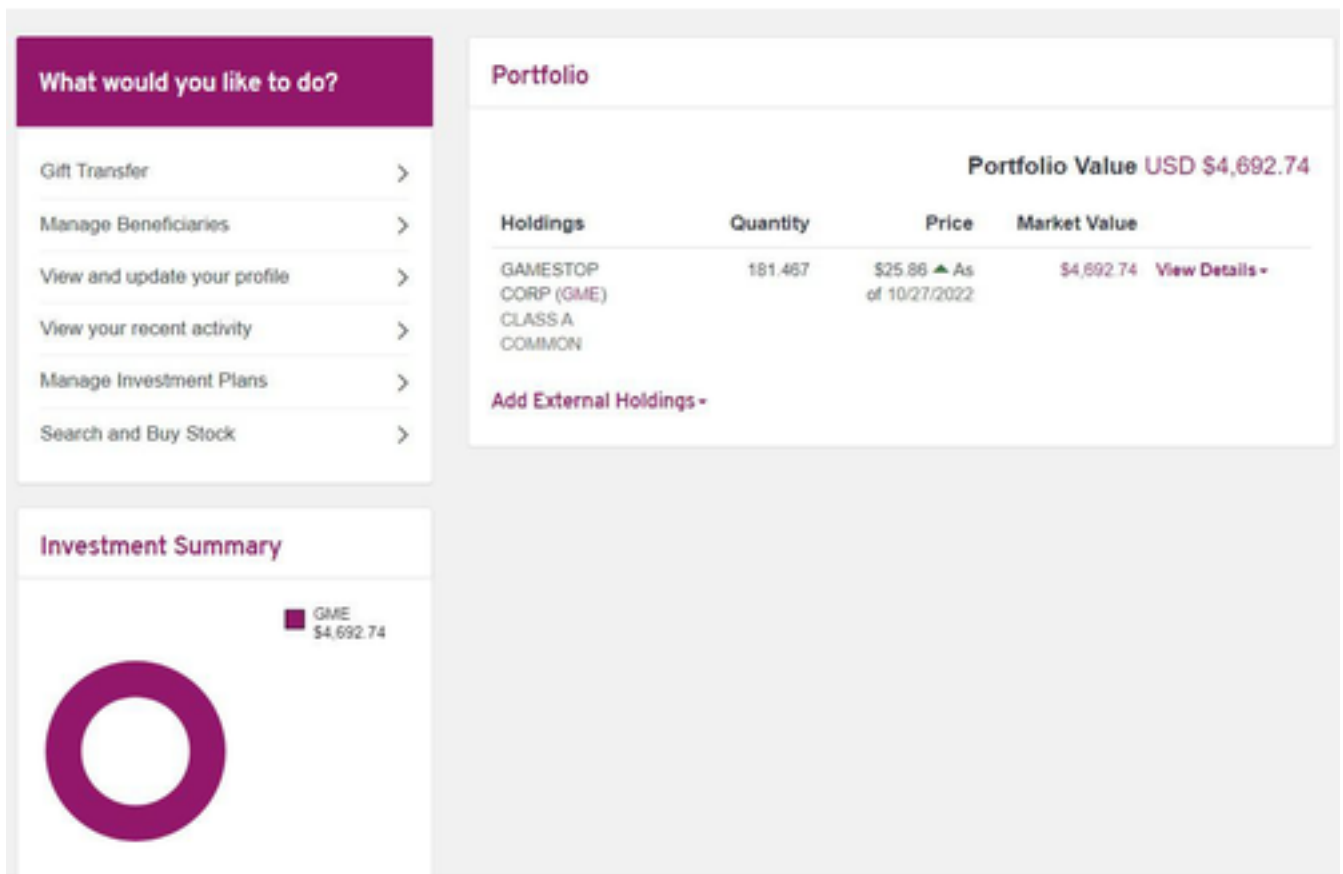 What would you like to do?
Gift Transfer
Manage Beneficiaries
View and update your profile
View your recent activity
Manage Investment Plans
Search and Buy Stock
Portfolio
Portfolio Value USD $4,692.74
Holdings Quantity Price Market Value
GAMESTOP 181.467 $25.86 ▲ As $4,692.74 View Details
CORP (GME) of 10/27/2022
CLASS A
COMMON
Add External Holdings
Investment Summary
GME
$4,692.74